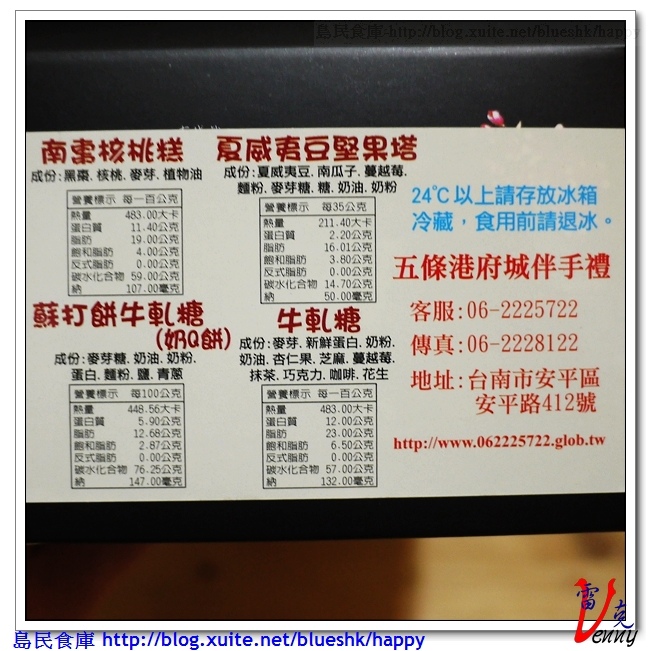 島民食庫-http://blog.xuite.net/blueshk/happy
南棗核桃糕
成份:黑棗.核桃.麥芽.植物油
營養標示 每一百公克
熱量 483.00大卡
蛋白質 11.40公克
脂肪 19.00公克
飽和脂肪 4.00公克
反式脂肪 0.00公克
碳水化合物 59.00公克
鈉 107.00毫克
夏威夷豆堅果塔
成份:夏威夷豆.南瓜子.蔓越莓.
麵粉.麥芽糖.糖.奶油.奶粉
營養標示 每35公克
熱量 211.40大卡
蛋白質 2.20公克
脂肪 16.01公克
飽和脂肪 3.80公克
反式脂肪 0.00公克
碳水化合物 14.70公克
鈉 50.00毫克
蘇打餅牛軋糖
(奶Q餅)
成份:麥芽糖.奶油.奶粉.
蛋白.麵粉.鹽.青蔥
營養標示 每100公克
熱量 448.56大卡
蛋白質 5.90公克
脂肪 12.68公克
飽和脂肪 2.87公克
反式脂肪 0.00公克
碳水化合物 76.25公克
鈉 147.00毫克
牛軋糖
成份:麥芽.新鮮蛋白.奶粉.
奶油.杏仁果.芝麻.蔓越莓.
抹茶.巧克力.咖啡.花生
營養標示 每一百公克
熱量 483.00大卡
蛋白質 12.00公克
脂肪 23.00公克
飽和脂肪 6.50公克
反式脂肪 0.00公克
碳水化合物 57.00公克
鈉 132.00毫克
24℃以上請存放冰箱
冷藏，食用前請退冰。
五條港府城伴手禮
客服:06-2225722
傳真:06-2228122
地址:台南市安平區
安平路412號
http://www.062225722.glob.tw
雷克
Venny
島民食庫 http://blog.xuite.net/blueshk/happy